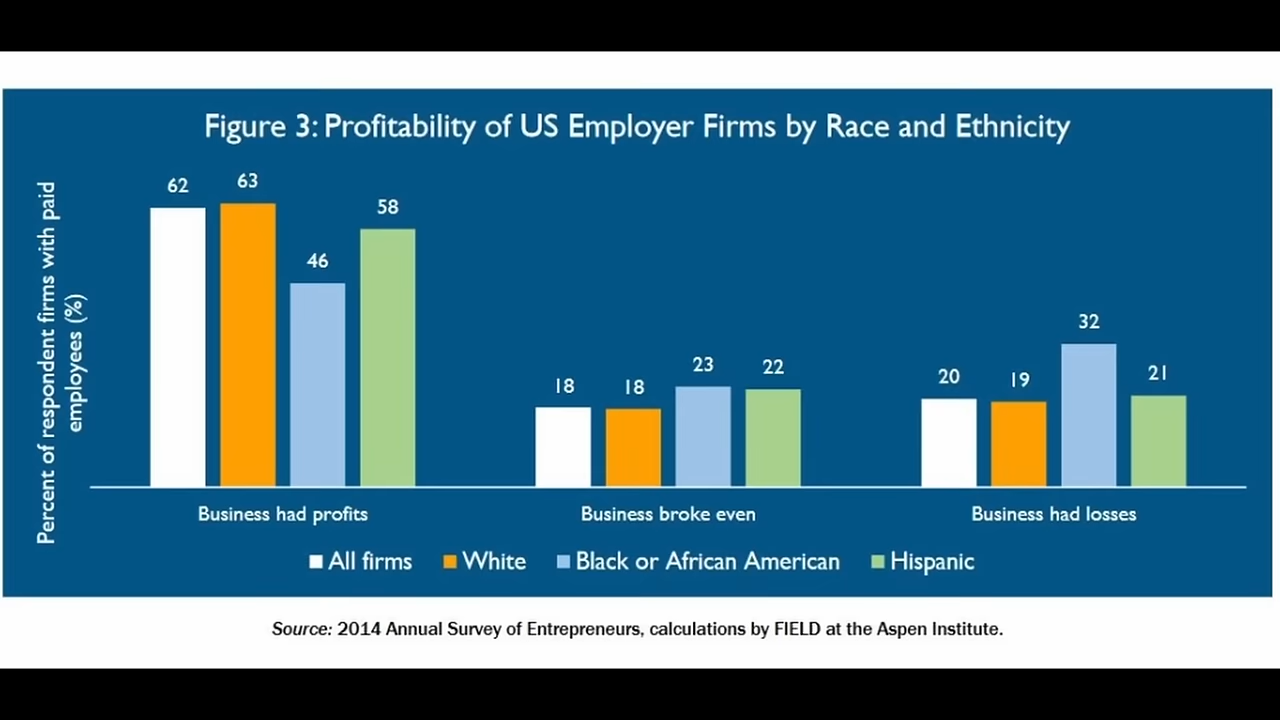 Figure 3: Profitability of US Employer Firms by Race and Ethnicity
Percent of respondent firms with paid
employees (%)
62
63
46
58
18
18
23
22
20
19
32
21
Business had profits
Business broke even
Business had losses
All firms
White
Black or African American
Hispanic
Source: 2014 Annual Survey of Entrepreneurs, calculations by FIELD at the Aspen Institute.